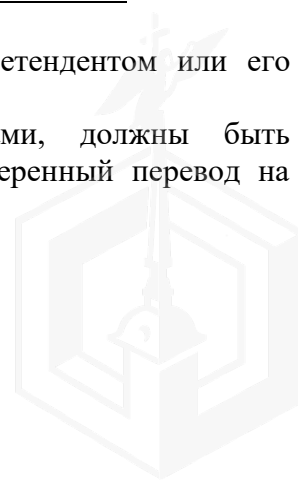 етендентом или его
ми, должны быть
еренный перевод на